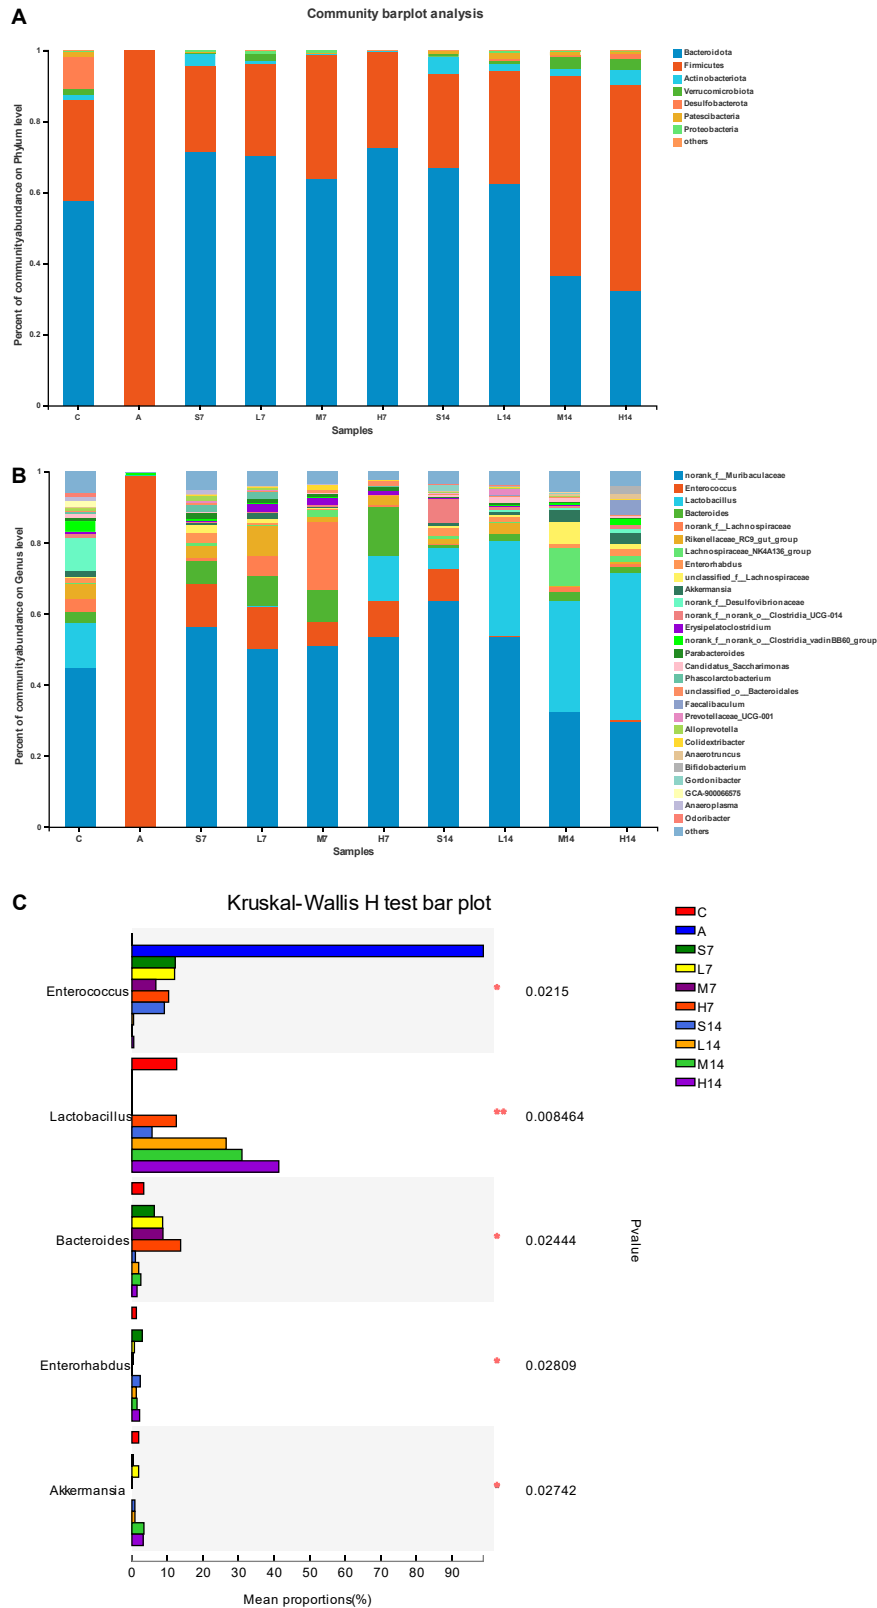 A
Community barplot analysis
Percent of community abundance on Phylum level
1
0.8
0.6
0.4
0.2
0
C A S7 L7 M7 H7 S14 L14 M14 H14
Samples
Bacteroidota
Firmicutes
Actinobacteriota
Verrucomicrobiota
Desulfobacterota
Patescibacteria
Proteobacteria
others
B
Percent of community abundance on Genus level
1
0.8
0.6
0.4
0.2
0
C A S7 L7 M7 H7 S14 L14 M14 H14
Samples
norank_f__Muribaculaceae
Enterococcus
Lactobacillus
Bacteroides
norank_f__Lachnospiraceae
Rikenellaceae_RC9_gut_group
Lachnospiraceae_NK4A136_group
Enterorhabdus
unclassified_f__Lachnospiraceae
Akkermansia
norank_f__Desulfovibrionaceae
norank_f__norank_o__Clostridia_UCG-014
Erysipelatoclostridium
norank_f__norank_o__Clostridia_vadinBB60_group
Parabacteroides
Candidatus_Saccharimonas
Phascolarctobacterium
unclassified_o__Bacteroidales
Faecalibaculum
Prevotellaceae_UCG-001
Alloprevotella
Colidextribacter
Anaerotruncus
Bifidobacterium
Gordonibacter
GCA-900066575
Anaeroplasma
Odoribacter
others
C
Kruskal-Wallis H test bar plot
C
A
S7
L7
M7
H7
S14
L14
M14
H14
Enterococcus * 0.0215
Lactobacillus ** 0.008464
Bacteroides * 0.02444
Enterorhabdus * 0.02809
Akkermansia * 0.02742
Pvalue
0 10 20 30 40 50 60 70 80 90
Mean proportions(%)